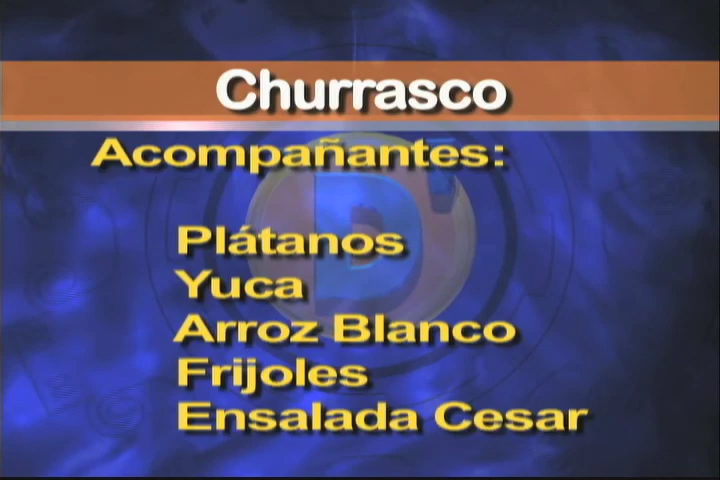 Churrasco
Acompañantes:
Plátanos
Yuca
Arroz Blanco
Frijoles
Ensalada Cesar